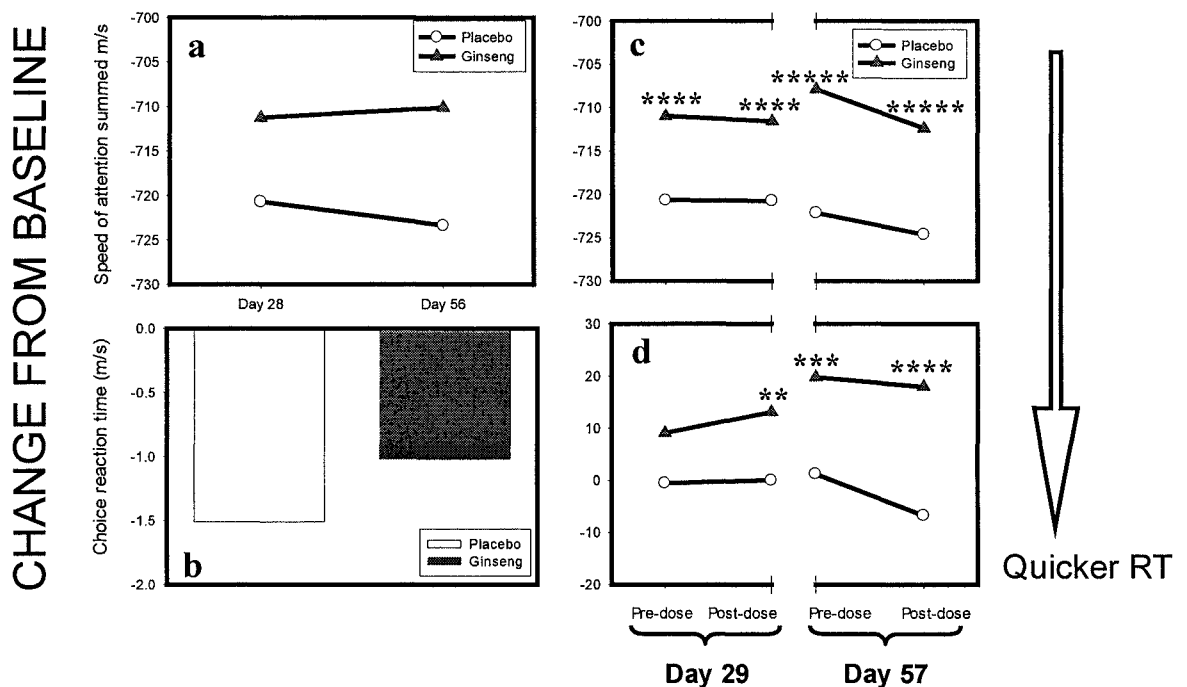 CHANGE FROM BASELINE
Speed of attention summed m/s
-700
-705
-710
-715
-720
-725
-730
a
Placebo
Ginseng
Day 28
Day 56
Choice reaction time (m/s)
0.0
-0.5
-1.0
-1.5
-2.0
b
Placebo
Ginseng
-700
-705
-710
-715
-720
-725
-730
c
Placebo
Ginseng
****
****
*****
*****
30
20
10
0
-10
-20
d
**
***
****
Pre-dose Post-dose Pre-dose Post-dose
Day 29 Day 57
Quicker RT